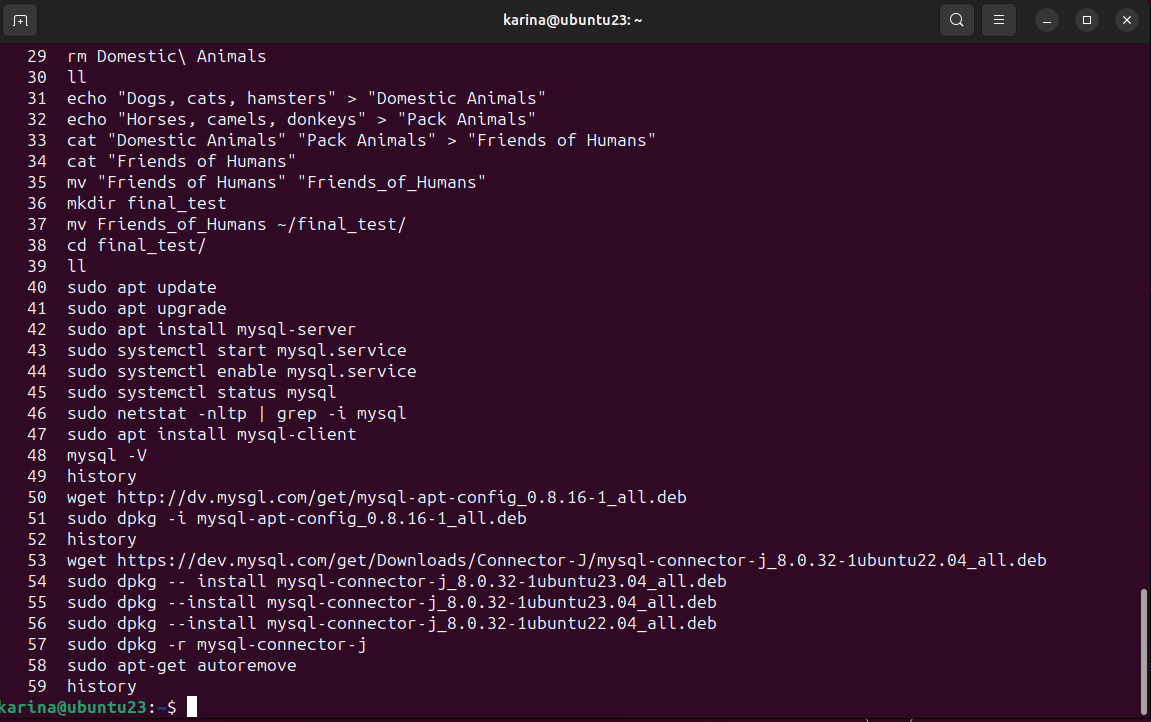 karina@ubuntu23: ~
29 rm Domestic\ Animals
30 ll
31 echo "Dogs, cats, hamsters" > "Domestic Animals"
32 echo "Horses, camels, donkeys" > "Pack Animals"
33 cat "Domestic Animals" "Pack Animals" > "Friends of Humans"
34 cat "Friends of Humans"
35 mv "Friends of Humans" "Friends_of_Humans"
36 mkdir final_test
37 mv Friends_of_Humans ~/final_test/
38 cd final_test/
39 ll
40 sudo apt update
41 sudo apt upgrade
42 sudo apt install mysql-server
43 sudo systemctl start mysql.service
44 sudo systemctl enable mysql.service
45 sudo systemctl status mysql
46 sudo netstat -nltp | grep -i mysql
47 sudo apt install mysql-client
48 mysql -V
49 history
50 wget http://dv.mysgl.com/get/mysql-apt-config_0.8.16-1_all.deb
51 sudo dpkg -i mysql-apt-config_0.8.16-1_all.deb
52 history
53 wget https://dev.mysql.com/get/Downloads/Connector-J/mysql-connector-j_8.0.32-1ubuntu22.04_all.deb
54 sudo dpkg -- install mysql-connector-j_8.0.32-1ubuntu23.04_all.deb
55 sudo dpkg --install mysql-connector-j_8.0.32-1ubuntu23.04_all.deb
56 sudo dpkg --install mysql-connector-j_8.0.32-1ubuntu22.04_all.deb
57 sudo dpkg -r mysql-connector-j
58 sudo apt-get autoremove
59 history
karina@ubuntu23:~$